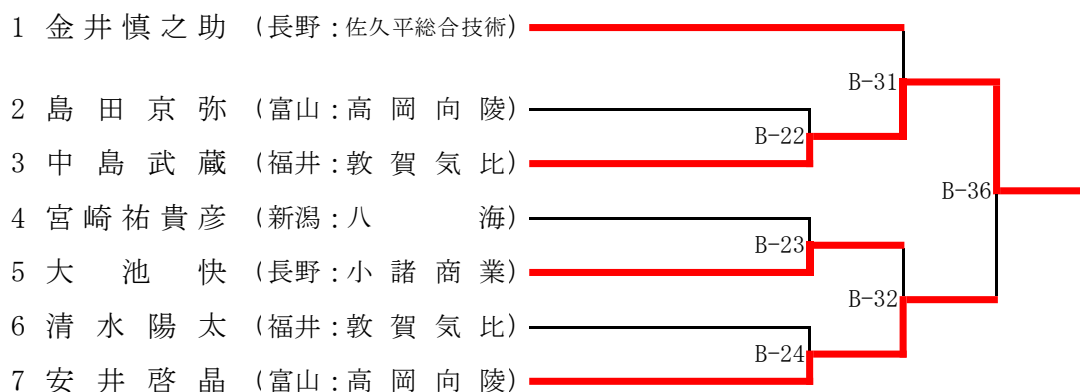 1 金井慎之助 (長野:佐久平総合技術)
B-31
2 島田京弥 (富山:高岡向陵)
B-22
3 中島武蔵 (福井:敦賀気比)
B-36
4 宮崎祐貴彦 (新潟:八海)
B-23
5 大池快 (長野:小諸商業)
B-32
6 清水陽太 (福井:敦賀気比)
B-24
7 安井啓晶 (富山:高岡向陵)